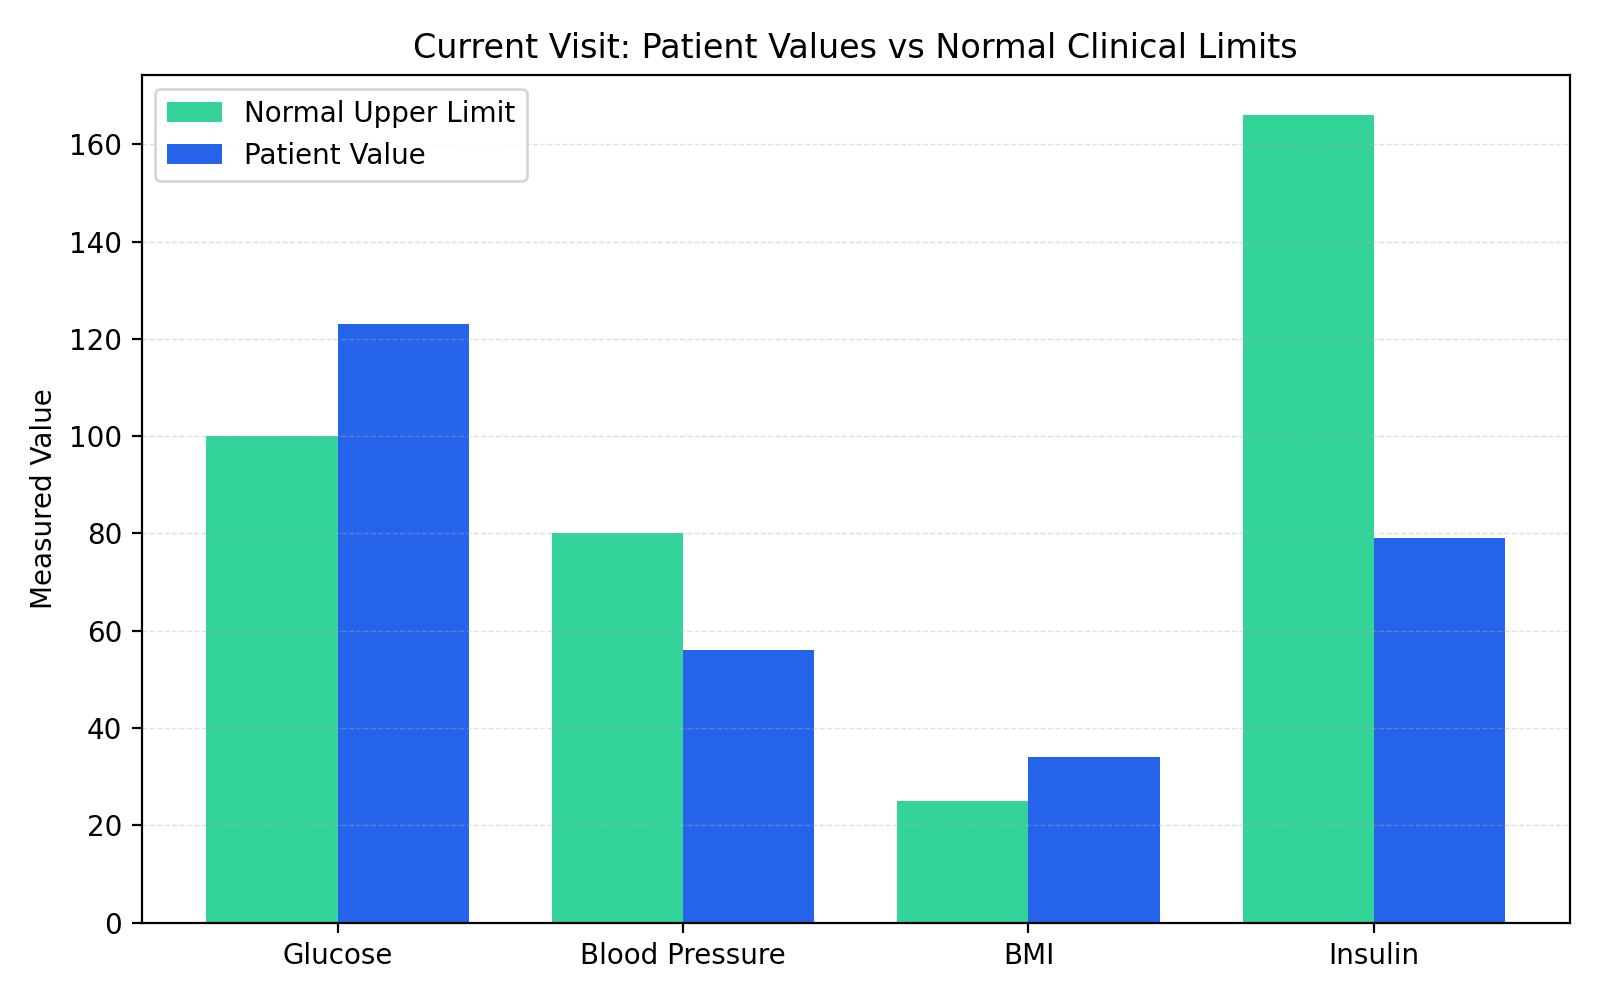 Current Visit: Patient Values vs Normal Clinical Limits
Normal Upper Limit
Patient Value
Measured Value
160
140
120
100
80
60
40
20
0
Glucose
Blood Pressure
BMI
Insulin